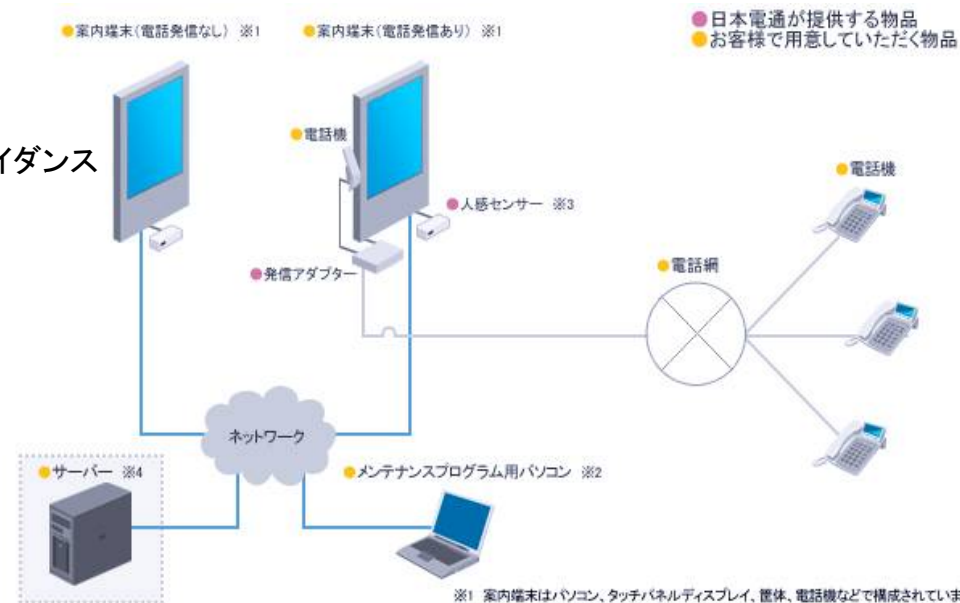 ●案内端末(電話発信なし) ※1
●案内端末(電話発信あり) ※1
●日本電通が提供する物品
●お客様で用意していただく物品
●電話機
イダンス
●電話機
●人感センサー ※3
●発信アダプター
●電話網
ネットワーク
●サーバー ※4
●メンテナンスプログラム用パソコン ※2
※1 案内端末はパソコン、タッチパネルディスプレイ、筐体、電話機などで構成されていま